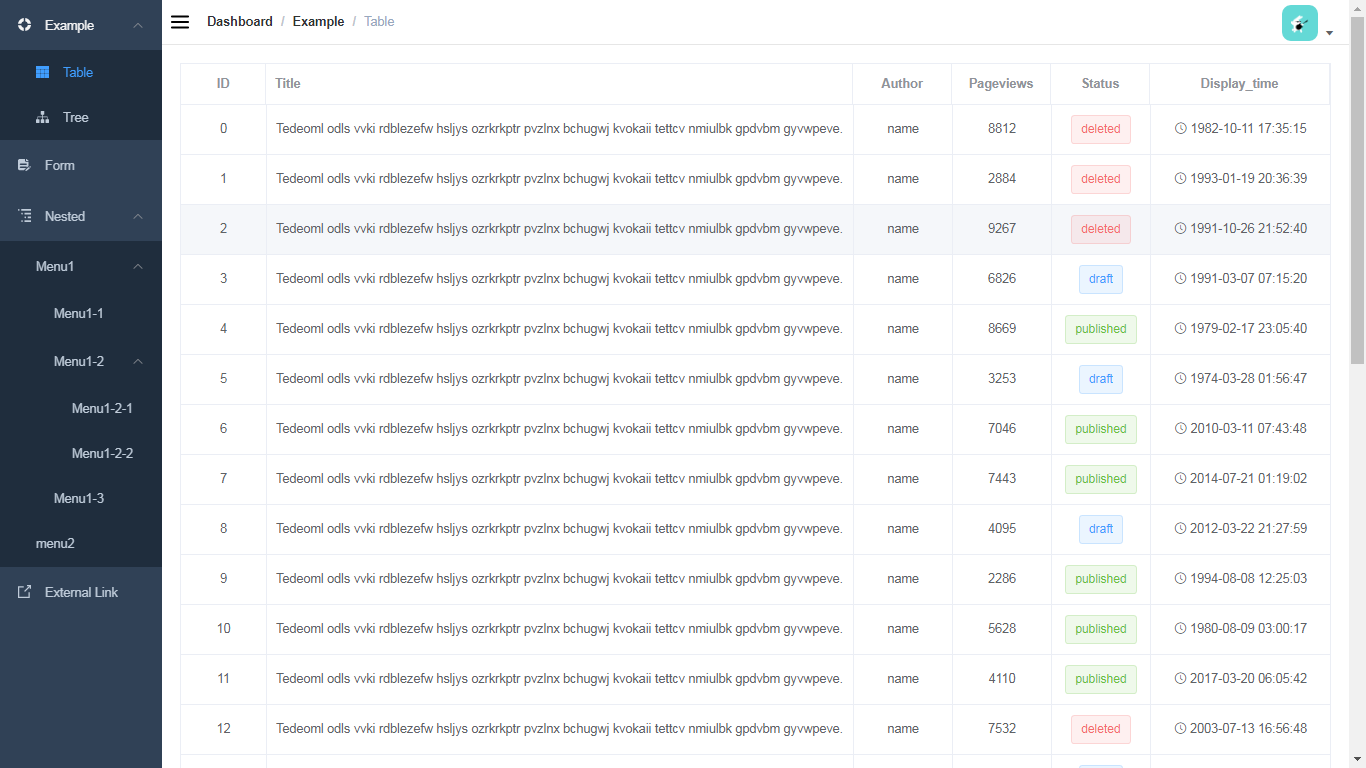 Example
Table
Tree
Form
Nested
Menu1
Menu1-1
Menu1-2
Menu1-2-1
Menu1-2-2
Menu1-3
menu2
External Link
Dashboard / Example / Table
ID Title Author Pageviews Status Display_time
0 Tedeoml odls vvki rdblezefw hsljys ozrkrkptr pvzlnx bchugwj kvokaii tettcv nmiulbk gpdvbm gyvwpeve. name 8812 deleted 1982-10-11 17:35:15
1 Tedeoml odls vvki rdblezefw hsljys ozrkrkptr pvzlnx bchugwj kvokaii tettcv nmiulbk gpdvbm gyvwpeve. name 2884 deleted 1993-01-19 20:36:39
2 Tedeoml odls vvki rdblezefw hsljys ozrkrkptr pvzlnx bchugwj kvokaii tettcv nmiulbk gpdvbm gyvwpeve. name 9267 deleted 1991-10-26 21:52:40
3 Tedeoml odls vvki rdblezefw hsljys ozrkrkptr pvzlnx bchugwj kvokaii tettcv nmiulbk gpdvbm gyvwpeve. name 6826 draft 1991-03-07 07:15:20
4 Tedeoml odls vvki rdblezefw hsljys ozrkrkptr pvzlnx bchugwj kvokaii tettcv nmiulbk gpdvbm gyvwpeve. name 8669 published 1979-02-17 23:05:40
5 Tedeoml odls vvki rdblezefw hsljys ozrkrkptr pvzlnx bchugwj kvokaii tettcv nmiulbk gpdvbm gyvwpeve. name 3253 draft 1974-03-28 01:56:47
6 Tedeoml odls vvki rdblezefw hsljys ozrkrkptr pvzlnx bchugwj kvokaii tettcv nmiulbk gpdvbm gyvwpeve. name 7046 published 2010-03-11 07:43:48
7 Tedeoml odls vvki rdblezefw hsljys ozrkrkptr pvzlnx bchugwj kvokaii tettcv nmiulbk gpdvbm gyvwpeve. name 7443 published 2014-07-21 01:19:02
8 Tedeoml odls vvki rdblezefw hsljys ozrkrkptr pvzlnx bchugwj kvokaii tettcv nmiulbk gpdvbm gyvwpeve. name 4095 draft 2012-03-22 21:27:59
9 Tedeoml odls vvki rdblezefw hsljys ozrkrkptr pvzlnx bchugwj kvokaii tettcv nmiulbk gpdvbm gyvwpeve. name 2286 published 1994-08-08 12:25:03
10 Tedeoml odls vvki rdblezefw hsljys ozrkrkptr pvzlnx bchugwj kvokaii tettcv nmiulbk gpdvbm gyvwpeve. name 5628 published 1980-08-09 03:00:17
11 Tedeoml odls vvki rdblezefw hsljys ozrkrkptr pvzlnx bchugwj kvokaii tettcv nmiulbk gpdvbm gyvwpeve. name 4110 published 2017-03-20 06:05:42
12 Tedeoml odls vvki rdblezefw hsljys ozrkrkptr pvzlnx bchugwj kvokaii tettcv nmiulbk gpdvbm gyvwpeve. name 7532 deleted 2003-07-13 16:56:48